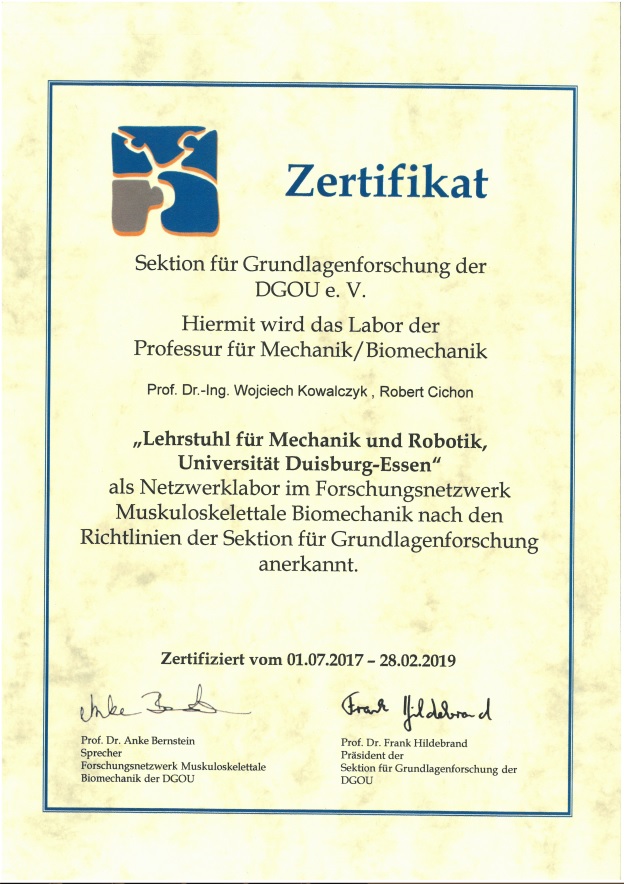 Zertifikat
Sektion für Grundlagenforschung der
DGOU e. V.
Hiermit wird das Labor der
Professur für Mechanik/Biomechanik
Prof. Dr.-Ing. Wojciech Kowalczyk , Robert Cichon
„Lehrstuhl für Mechanik und Robotik,
Universität Duisburg-Essen“
als Netzwerklabor im Forschungsnetzwerk
Muskuloskelettale Biomechanik nach den
Richtlinien der Sektion für Grundlagenforschung
anerkannt.
Zertifiziert vom 01.07.2017 – 28.02.2019
Anke
Prof. Dr. Anke Bernstein
Sprecher
Forschungsnetzwerk Muskuloskelettale
Biomechanik der DGOU
Frank Hildebrand
Prof. Dr. Frank Hildebrand
Präsident der
Sektion für Grundlagenforschung der
DGOU